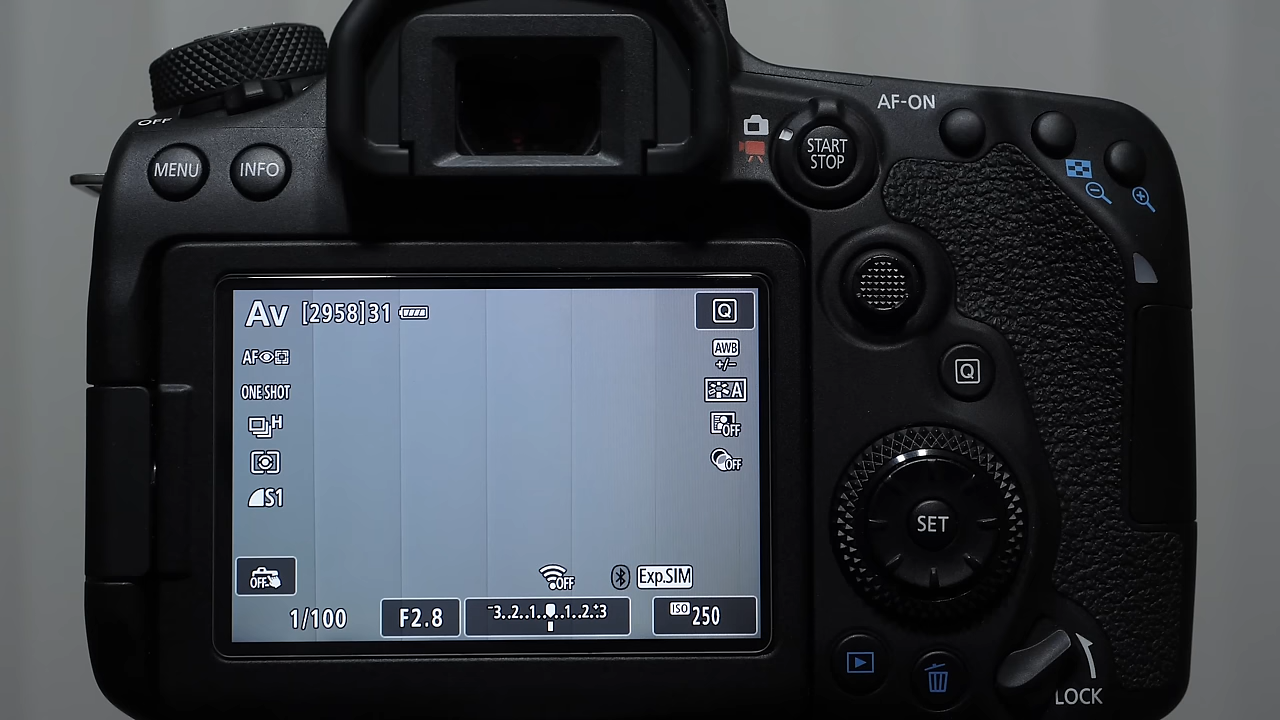 OFF
MENU
INFO
START
STOP
AF-ON
Av [2958]31
Q
AF
AWB
+/-
ONE SHOT
A
H
OFF
OFF
S1
OFF
OFF
Exp.SIM
1/100
F2.8
-3..2..1..0..1..2.+3
ISO 250
Q
SET
LOCK